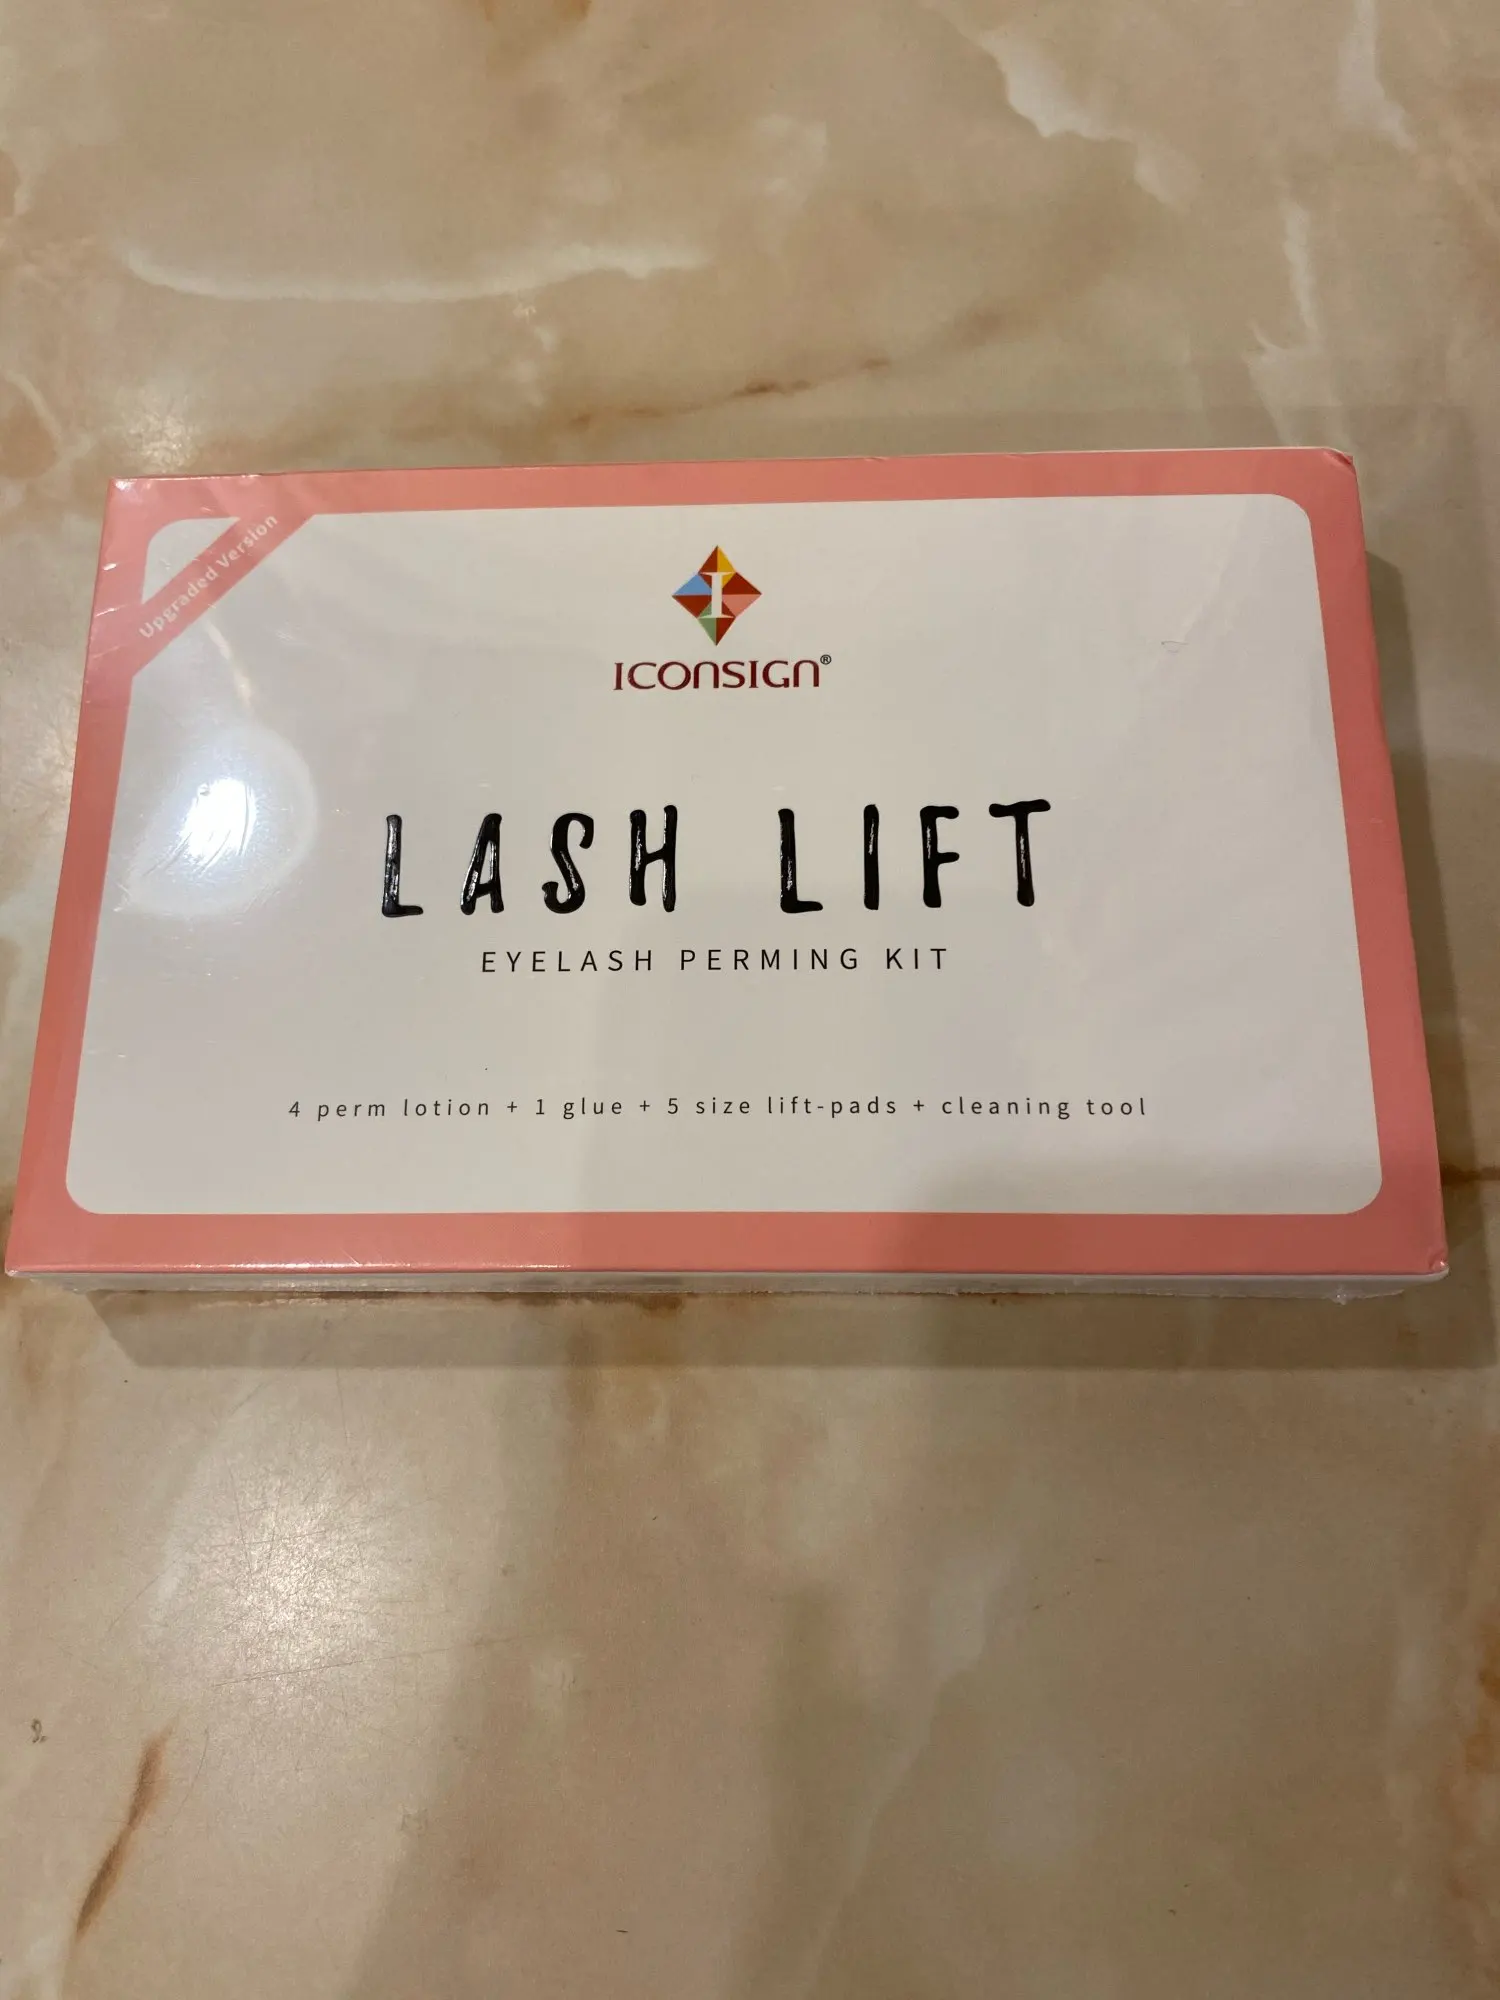 Upgraded Version
I
ICONSIGN®
LASH LIFT
EYELASH PERMING KIT
4 perm lotion + 1 glue + 5 size lift-pads + cleaning tool